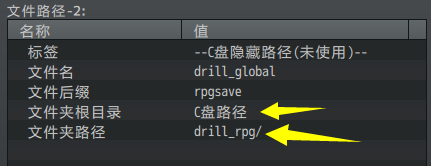 文件路径-2:
名称 值
标签 --C盘隐藏路径(未使用)--
文件名 drill_global
文件后缀 rpgsave
文件夹根目录 C盘路径
文件夹路径 drill_rpg/